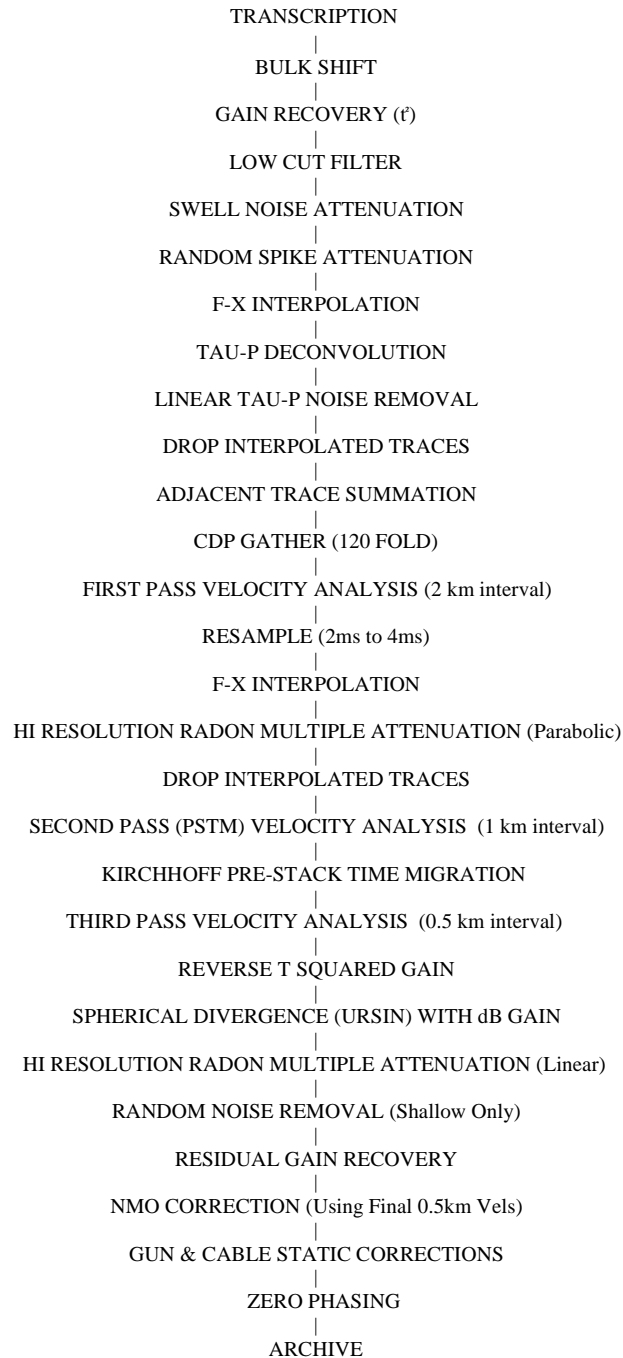 TRANSCRIPTION
BULK SHIFT
GAIN RECOVERY (t²)
LOW CUT FILTER
SWELL NOISE ATTENUATION
RANDOM SPIKE ATTENUATION
F-X INTERPOLATION
TAU-P DECONVOLUTION
LINEAR TAU-P NOISE REMOVAL
DROP INTERPOLATED TRACES
ADJACENT TRACE SUMMATION
CDP GATHER (120 FOLD)
FIRST PASS VELOCITY ANALYSIS (2 km interval)
RESAMPLE (2ms to 4ms)
F-X INTERPOLATION
HI RESOLUTION RADON MULTIPLE ATTENUATION (Parabolic)
DROP INTERPOLATED TRACES
SECOND PASS (PSTM) VELOCITY ANALYSIS (1 km interval)
KIRCHHOFF PRE-STACK TIME MIGRATION
THIRD PASS VELOCITY ANALYSIS (0.5 km interval)
REVERSE T SQUARED GAIN
SPHERICAL DIVERGENCE (URSIN) WITH dB GAIN
HI RESOLUTION RADON MULTIPLE ATTENUATION (Linear)
RANDOM NOISE REMOVAL (Shallow Only)
RESIDUAL GAIN RECOVERY
NMO CORRECTION (Using Final 0.5km Vels)
GUN & CABLE STATIC CORRECTIONS
ZERO PHASING
ARCHIVE